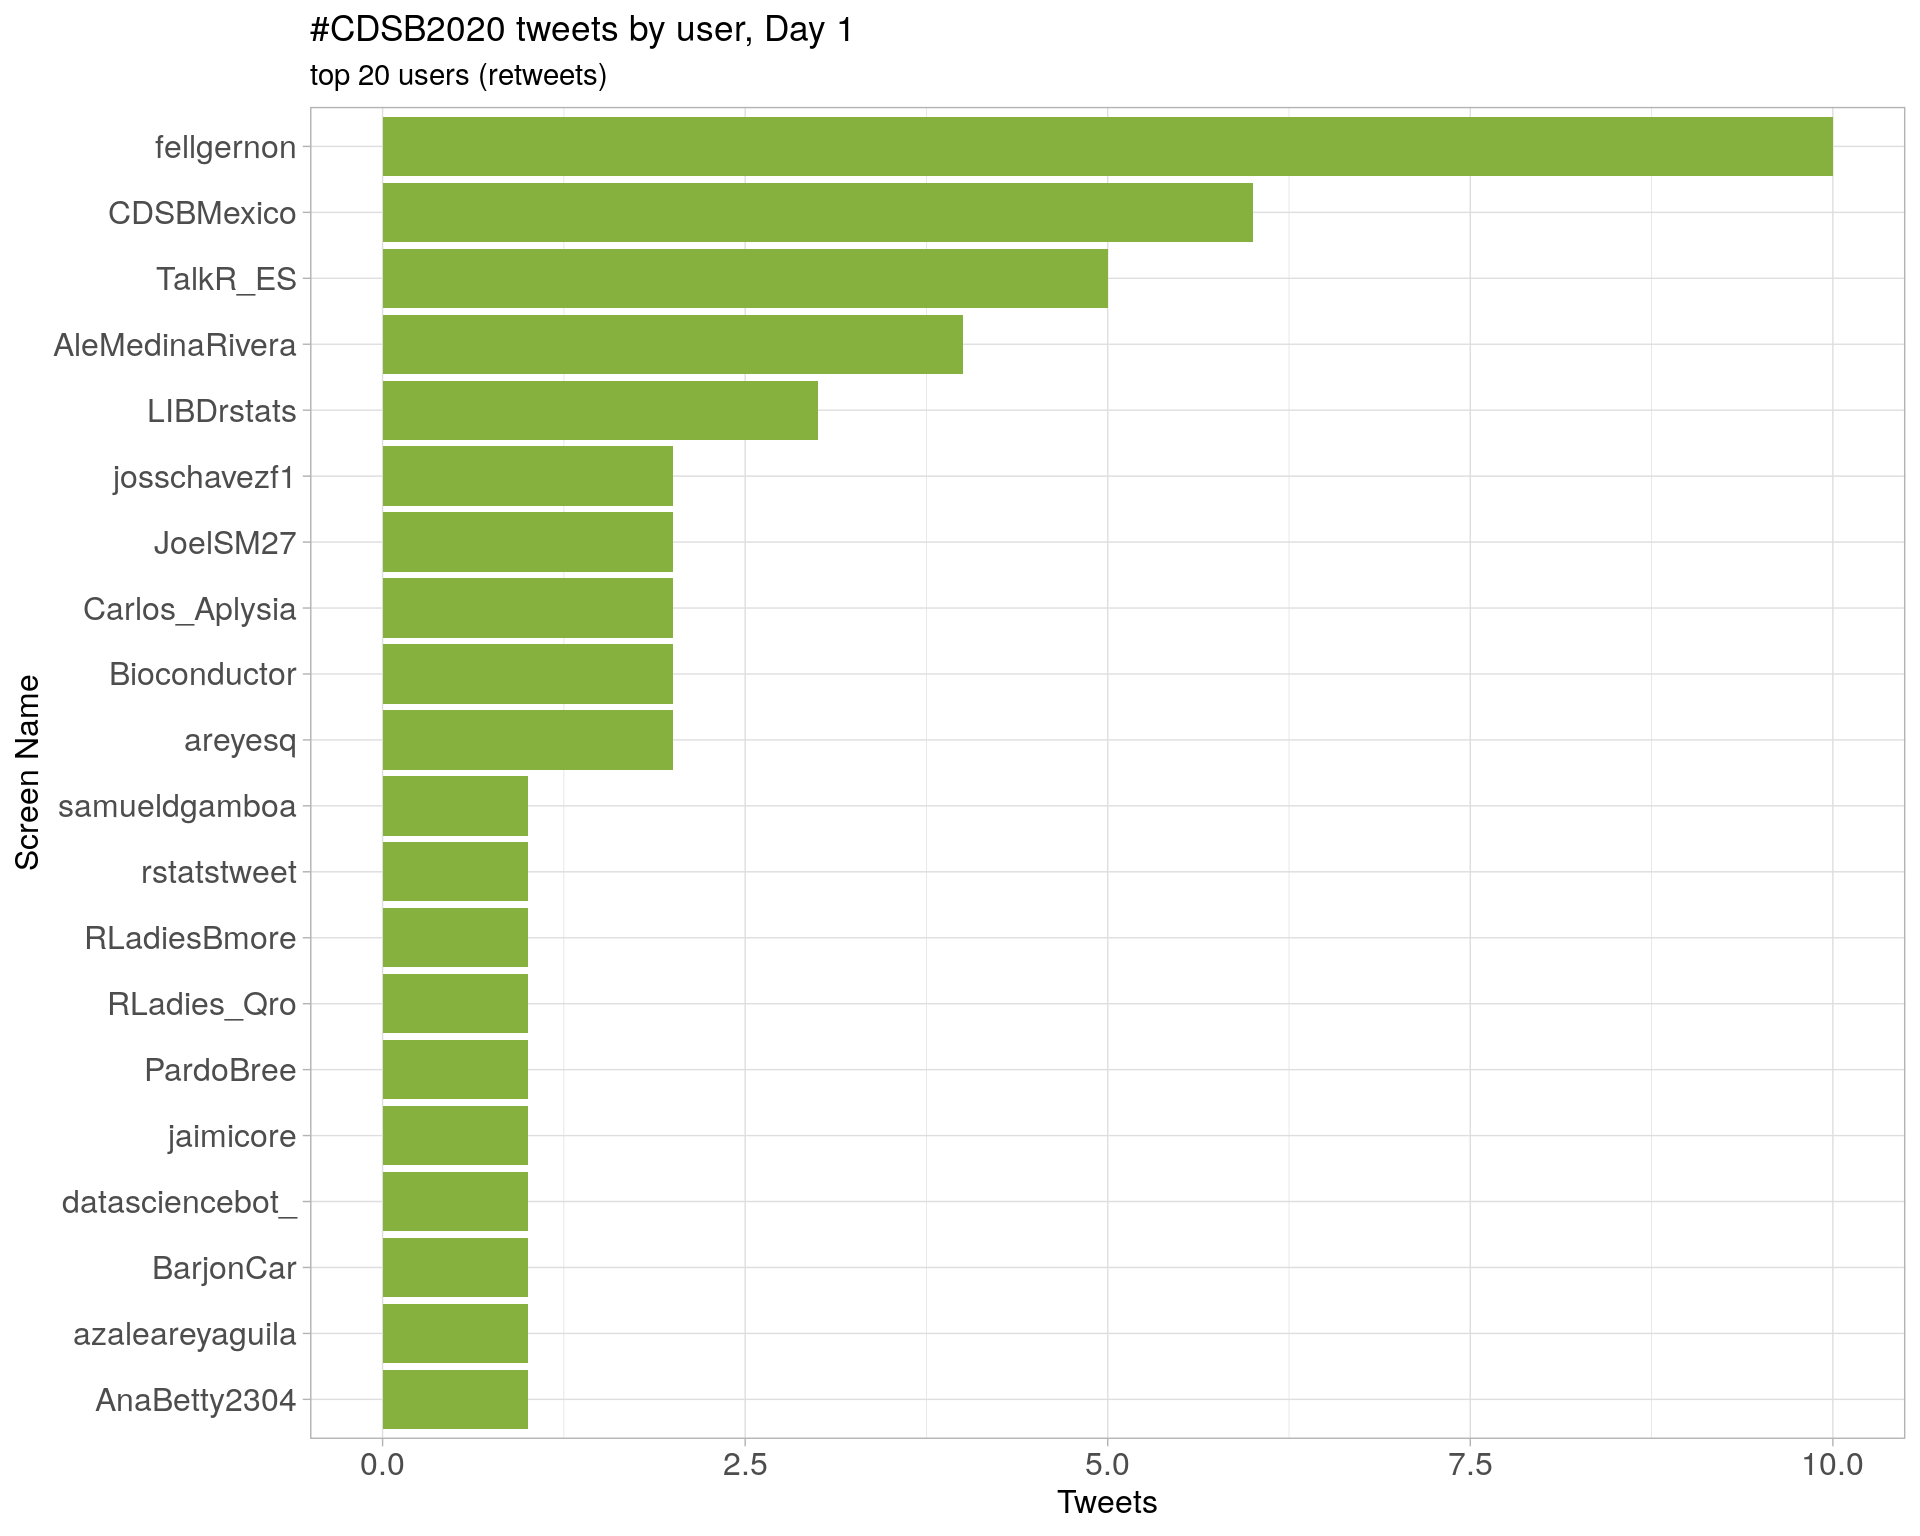 #CDSB2020 tweets by user, Day 1
top 20 users (retweets)
fellgernon
CDSBMexico
TalkR_ES
AleMedinaRivera
LIBDrstats
josschavezf1
JoelSM27
Carlos_Aplysia
Bioconductor
areyesq
samueldgamboa
rstatstweet
RLadiesBmore
RLadies_Qro
PardoBree
jaimicore
datasciencebot_
BarjonCar
azaleareyaguila
AnaBetty2304
Screen Name
0.0 2.5 5.0 7.5 10.0
Tweets